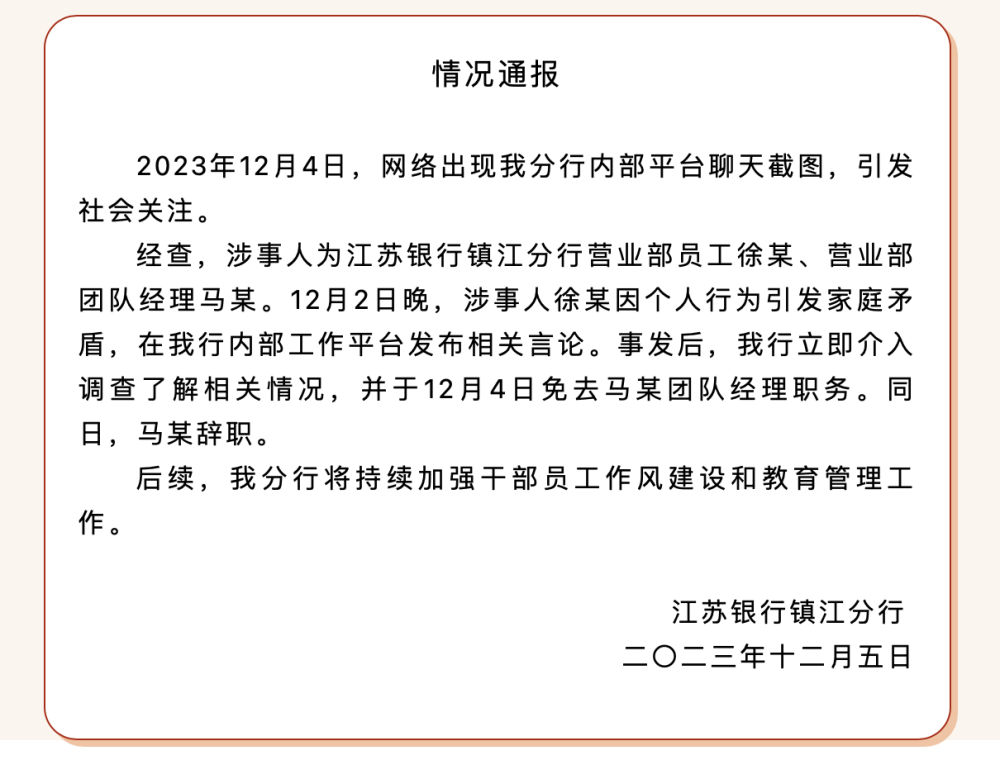 情况通报
2023年12月4日，网络出现我分行内部平台聊天截图，引发
社会关注。
经查，涉事人为江苏银行镇江分行营业部员工徐某、营业部
团队经理马某。12月2日晚，涉事人徐某因个人行为引发家庭矛
盾，在我行内部工作平台发布相关言论。事发后，我行立即介入
调查了解相关情况，并于12月4日免去马某团队经理职务。同
日，马某辞职。
后续，我分行将持续加强干部员工作风建设和教育管理工
作。
江苏银行镇江分行
二〇二三年十二月五日